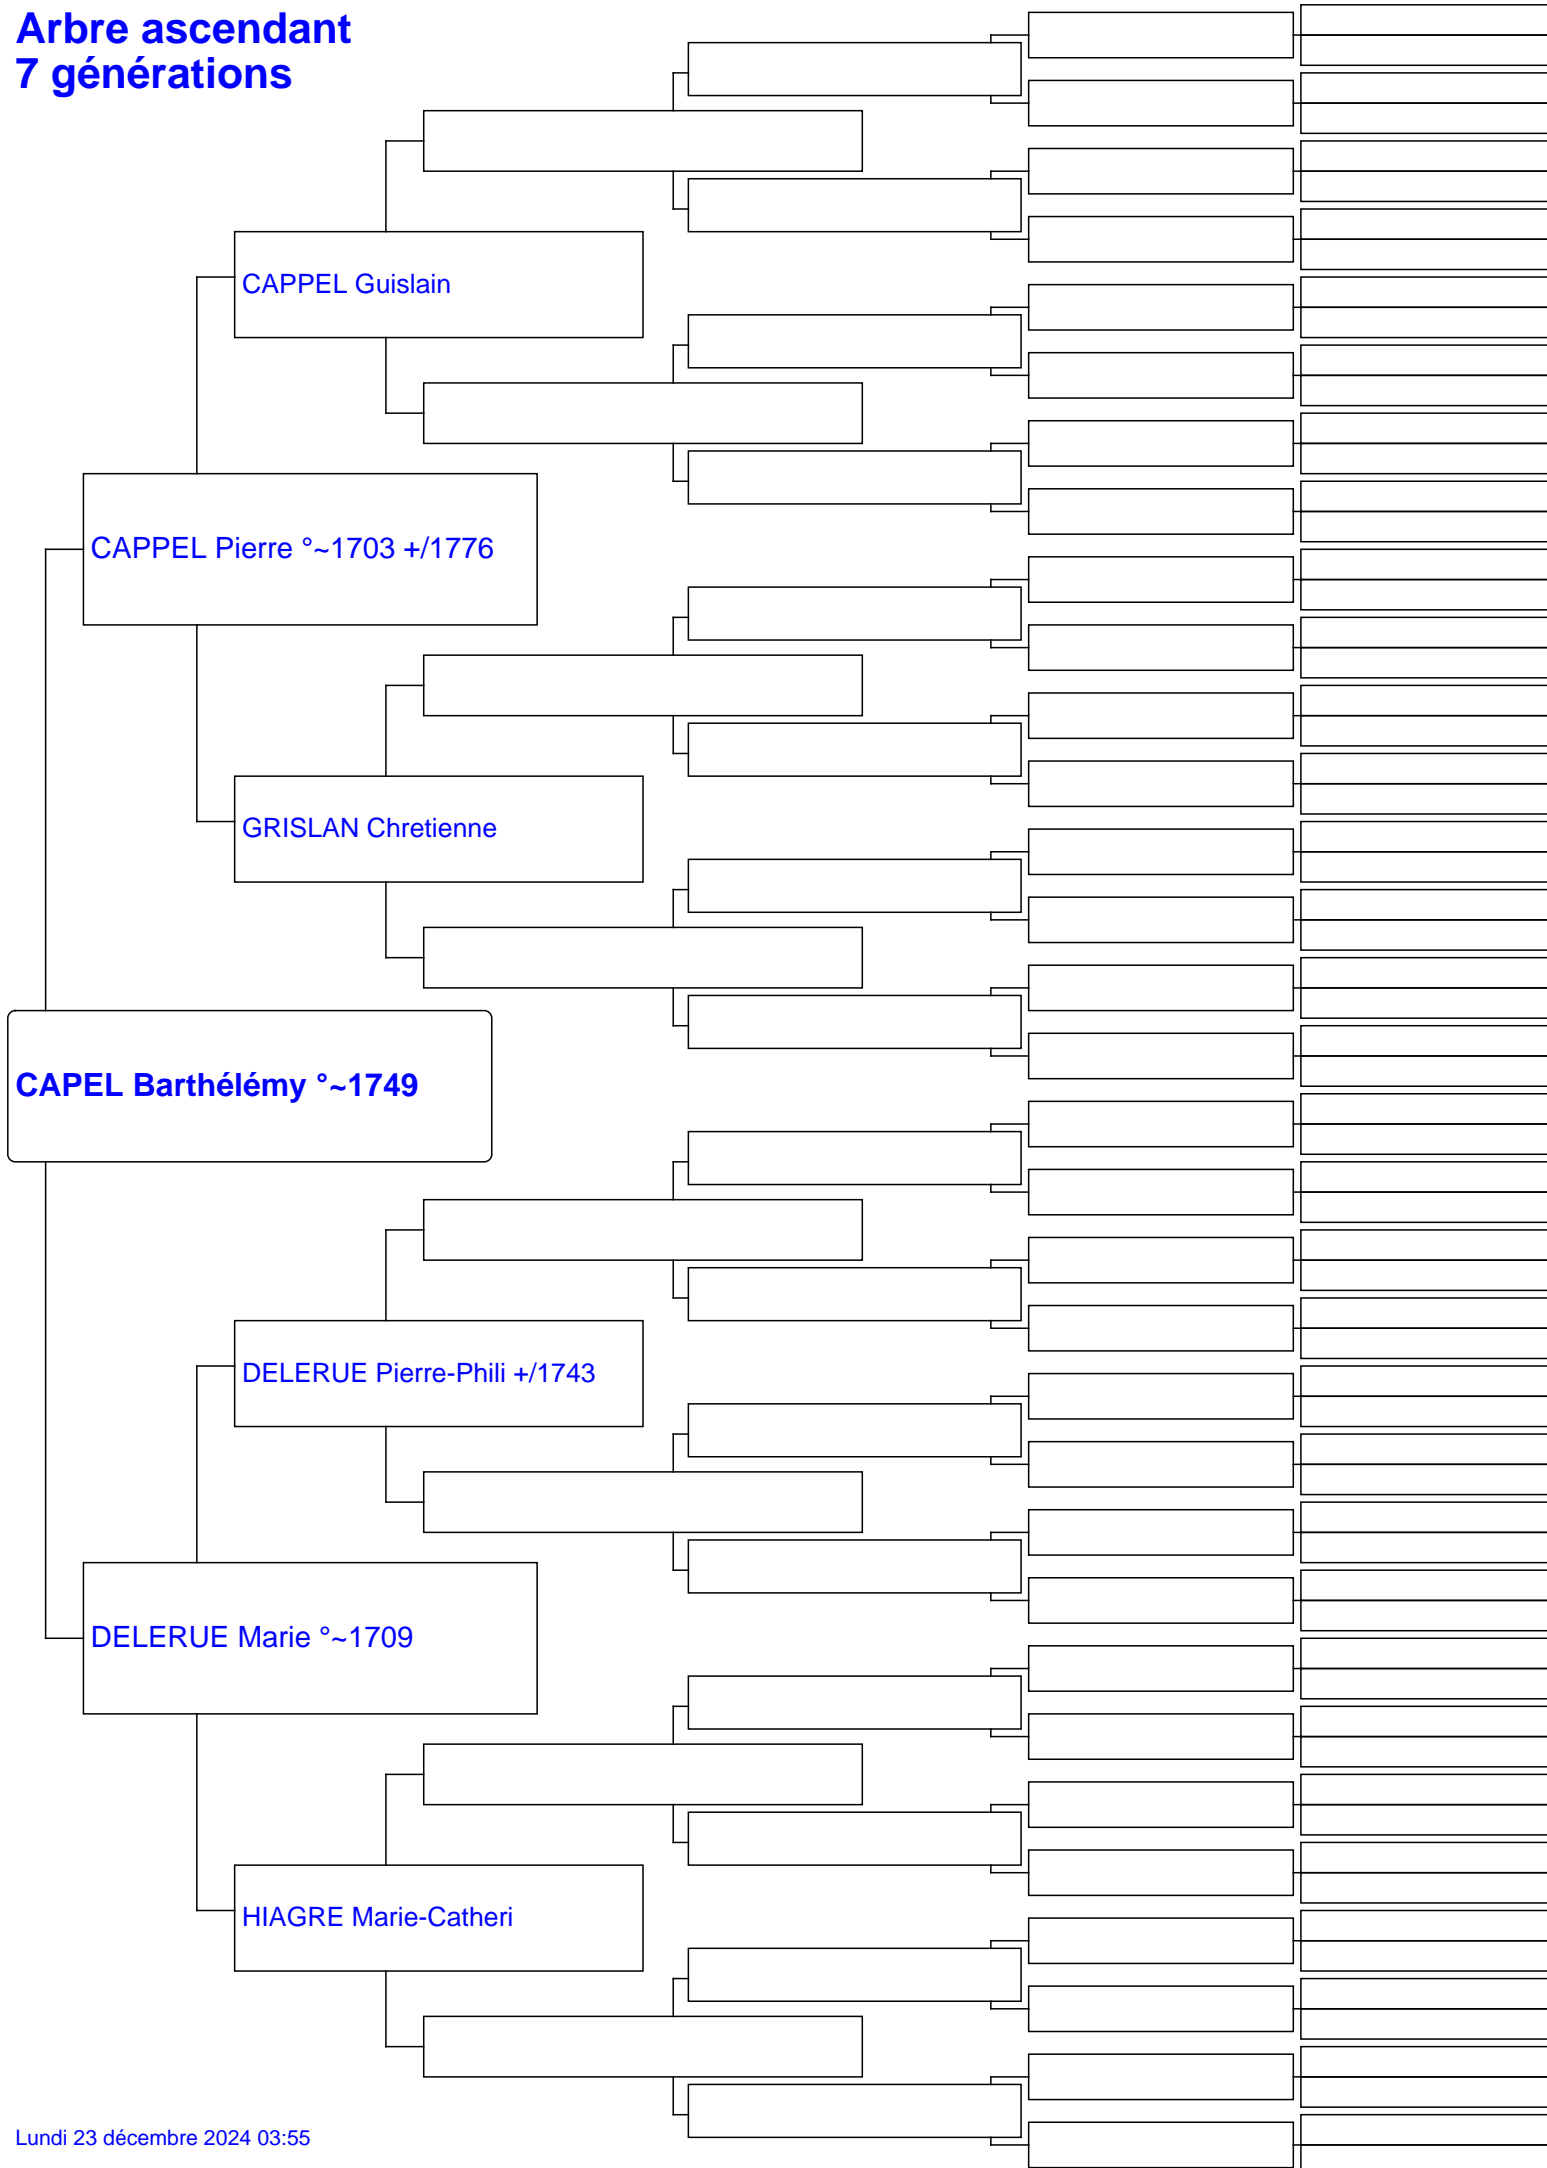 Arbre ascendant
7 générations
CAPPEL Guislain
CAPPEL Pierre °~1703 +/1776
GRISLAN Chretienne
CAPEL Barthélémy °~1749
DELERUE Pierre-Phili +/1743
DELERUE Marie °~1709
HIAGRE Marie-Catheri
Lundi 23 décembre 2024 03:55